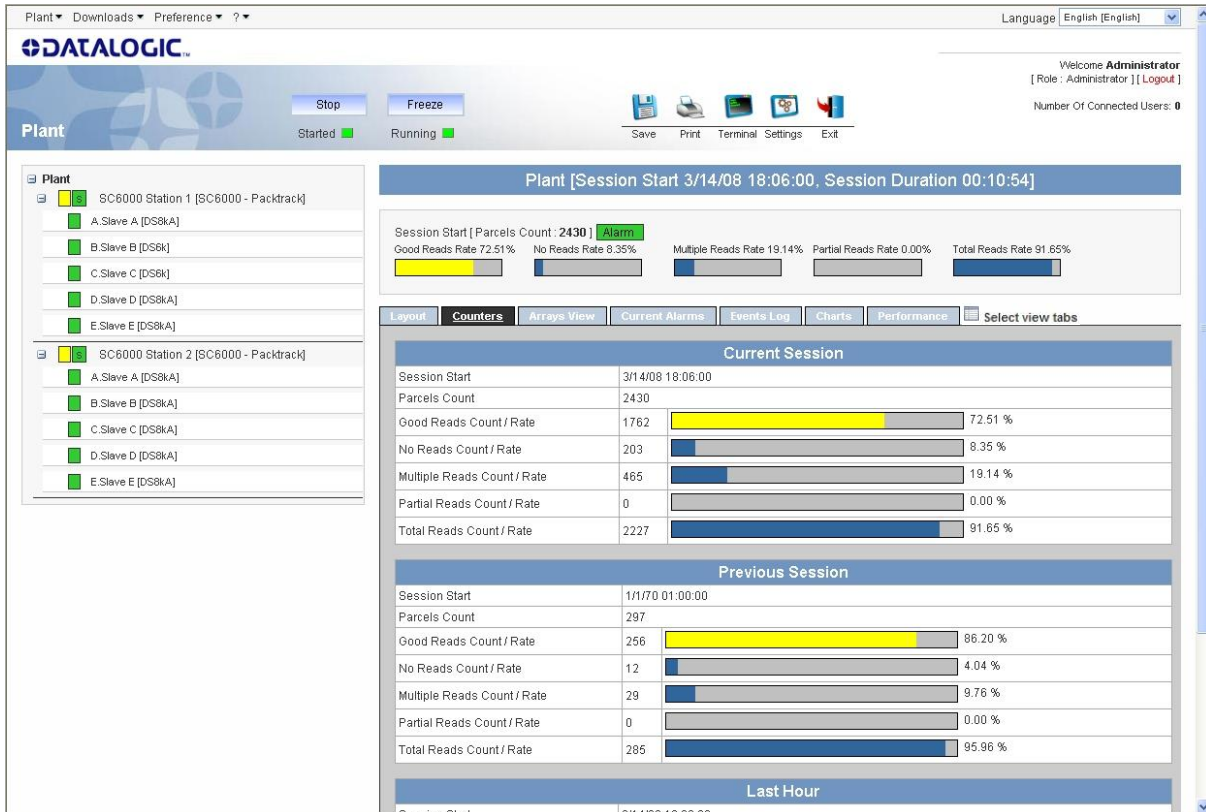 Plant Downloads Preference ? Language English [English]
DATALOGIC™
Welcome Administrator
[ Role : Administrator ] [ Logout ]
Number Of Connected Users: 0
Stop Freeze
Plant Started Running Save Print Terminal Settings Exit
Plant
S SC6000 Station 1 [SC6000 - Packtrack]
A.Slave A [DS8kA]
B.Slave B [DS6k]
C.Slave C [DS6k]
D.Slave D [DS8kA]
E.Slave E [DS8kA]
S SC6000 Station 2 [SC6000 - Packtrack]
A.Slave A [DS8kA]
B.Slave B [DS8kA]
C.Slave C [DS8kA]
D.Slave D [DS8kA]
E.Slave E [DS8kA]
Plant [Session Start 3/14/08 18:06:00, Session Duration 00:10:54]
Session Start [ Parcels Count : 2430 ] Alarm
Good Reads Rate 72.51% No Reads Rate 8.35% Multiple Reads Rate 19.14% Partial Reads Rate 0.00% Total Reads Rate 91.65%
Layout Counters Arrays View Current Alarms Events Log Charts Performance Select view tabs
Current Session
Session Start 3/14/08 18:06:00
Parcels Count 2430
Good Reads Count / Rate 1762 72.51 %
No Reads Count / Rate 203 8.35 %
Multiple Reads Count / Rate 465 19.14 %
Partial Reads Count / Rate 0 0.00 %
Total Reads Count / Rate 2227 91.65 %
Previous Session
Session Start 1/1/70 01:00:00
Parcels Count 297
Good Reads Count / Rate 256 86.20 %
No Reads Count / Rate 12 4.04 %
Multiple Reads Count / Rate 29 9.76 %
Partial Reads Count / Rate 0 0.00 %
Total Reads Count / Rate 285 95.96 %
Last Hour